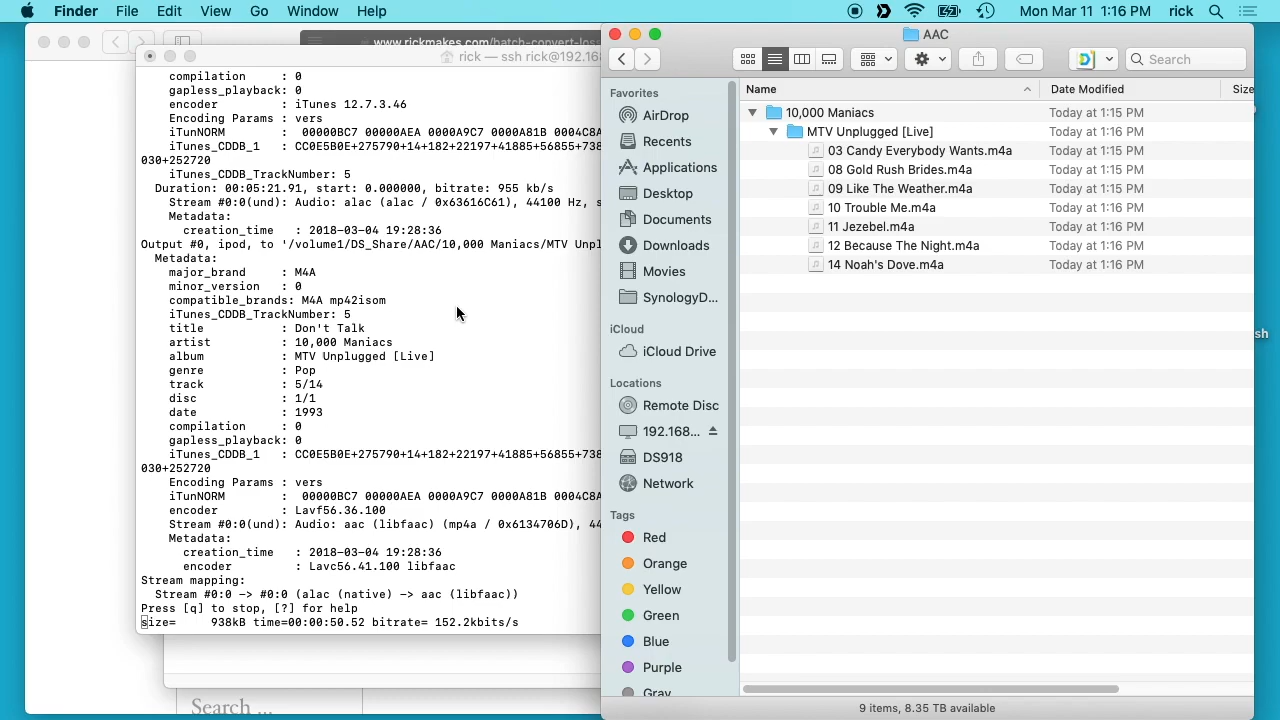 Finder File Edit View Go Window Help Mon Mar 11 1:16 PM rick
www.rickmakes.com/batch-convert-los
rick — ssh rick@192.168
compilation : 0
gapless_playback: 0
encoder : iTunes 12.7.3.46
Encoding Params : vers
iTunNORM : 00000BC7 00000AEA 0000A9C7 0000A81B 0004C8A
iTunes_CDDB_1 : CC0E5B0E+275790+14+182+22197+41885+56855+738
030+252720
iTunes_CDDB_TrackNumber: 5
Duration: 00:05:21.91, start: 0.000000, bitrate: 955 kb/s
Stream #0:0(und): Audio: alac (alac / 0x63616C61), 44100 Hz, s
Metadata:
creation_time : 2018-03-04 19:28:36
Output #0, ipod, to '/volume1/DS_Share/AAC/10,000 Maniacs/MTV Unpl
Metadata:
major_brand : M4A
minor_version : 0
compatible_brands: M4A mp42isom
iTunes_CDDB_TrackNumber: 5
title : Don't Talk
artist : 10,000 Maniacs
album : MTV Unplugged [Live]
genre : Pop
track : 5/14
disc : 1/1
date : 1993
compilation : 0
gapless_playback: 0
iTunes_CDDB_1 : CC0E5B0E+275790+14+182+22197+41885+56855+738
030+252720
Encoding Params : vers
iTunNORM : 00000BC7 00000AEA 0000A9C7 0000A81B 0004C8A
encoder : Lavf56.36.100
Stream #0:0(und): Audio: aac (libfaac) (mp4a / 0x6134706D), 44
Metadata:
creation_time : 2018-03-04 19:28:36
encoder : Lavc56.41.100 libfaac
Stream mapping:
Stream #0:0 -> #0:0 (alac (native) -> aac (libfaac))
Press [q] to stop, [?] for help
size= 938kB time=00:00:50.52 bitrate= 152.2kbits/s
Search ...
AAC
Search
Favorites
AirDrop
Recents
Applications
Desktop
Documents
Downloads
Movies
SynologyD...
iCloud
iCloud Drive
Locations
Remote Disc
192.168...
DS918
Network
Tags
Red
Orange
Yellow
Green
Blue
Purple
Gray
Name Date Modified Size
10,000 Maniacs Today at 1:15 PM
MTV Unplugged [Live] Today at 1:16 PM
03 Candy Everybody Wants.m4a Today at 1:15 PM
08 Gold Rush Brides.m4a Today at 1:15 PM
09 Like The Weather.m4a Today at 1:16 PM
10 Trouble Me.m4a Today at 1:16 PM
11 Jezebel.m4a Today at 1:16 PM
12 Because The Night.m4a Today at 1:16 PM
14 Noah's Dove.m4a Today at 1:16 PM
9 items, 8.35 TB available
sh